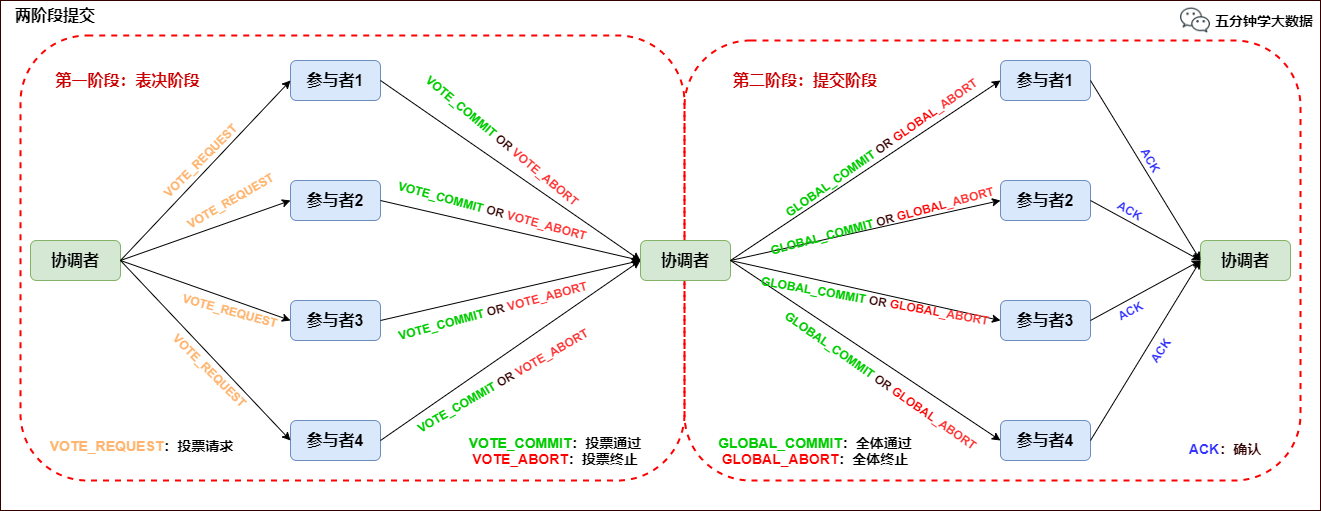 两阶段提交
五分钟学大数据
第一阶段：表决阶段
参与者1
VOTE_REQUEST
VOTE_COMMIT OR VOTE_ABORT
参与者2
VOTE_REQUEST
VOTE_COMMIT OR VOTE_ABORT
协调者
参与者3
VOTE_REQUEST
VOTE_COMMIT OR VOTE_ABORT
参与者4
VOTE_REQUEST
VOTE_COMMIT OR VOTE_ABORT
VOTE_REQUEST：投票请求
VOTE_COMMIT：投票通过
VOTE_ABORT：投票终止
协调者
第二阶段：提交阶段
参与者1
GLOBAL_COMMIT OR GLOBAL_ABORT
ACK
参与者2
GLOBAL_COMMIT OR GLOBAL_ABORT
ACK
协调者
参与者3
GLOBAL_COMMIT OR GLOBAL_ABORT
ACK
参与者4
GLOBAL_COMMIT OR GLOBAL_ABORT
ACK
GLOBAL_COMMIT：全体通过
GLOBAL_ABORT：全体终止
ACK：确认